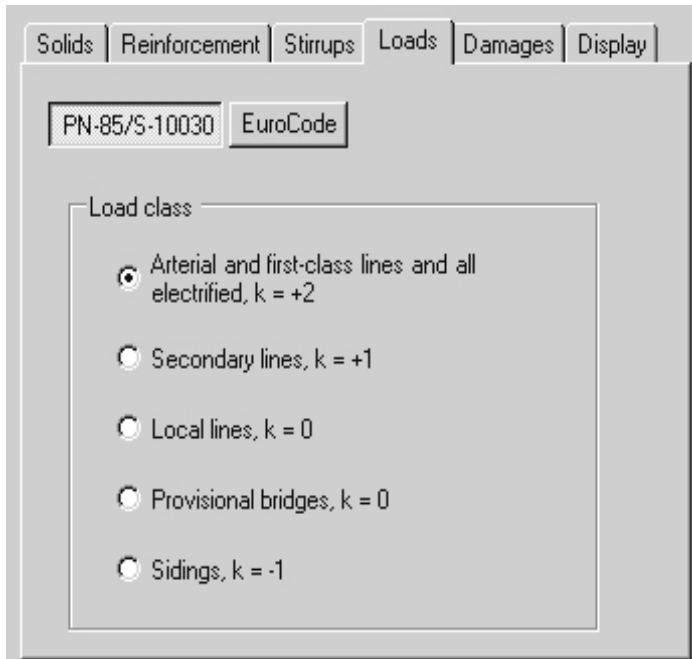 Solids Reinforcement Stirrups Loads Damages Display
PN-85/S-10030 EuroCode
Load class
Arterial and first-class lines and all
electrified, k = +2
Secondary lines, k = +1
Local lines, k = 0
Provisional bridges, k = 0
Sidings, k = -1